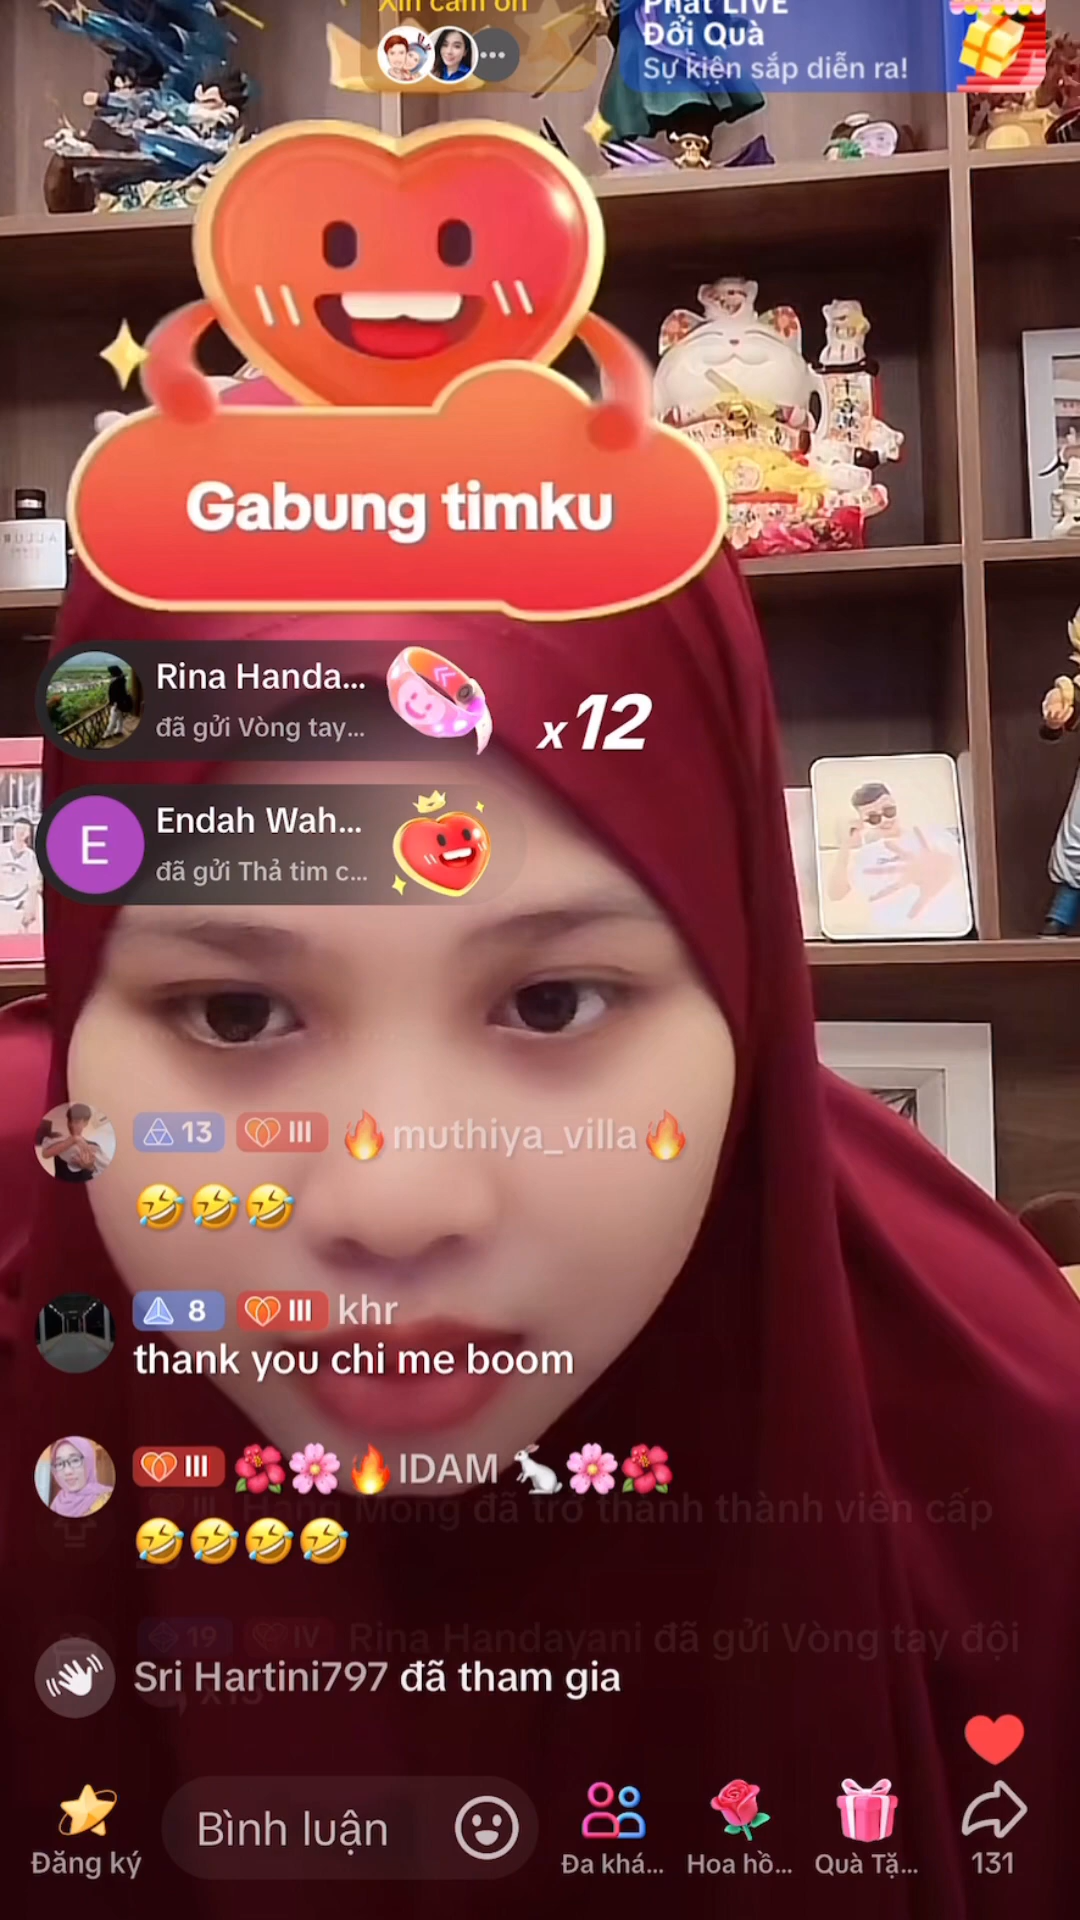 Xin cảm ơn
Phát LIVE
Đổi Quà
Sự kiện sắp diễn ra!
Gabung timku
Rina Handa...
đã gửi Vòng tay...
x12
E
Endah Wah...
đã gửi Thả tim c...
13 III 🔥muthiya_villa🔥
🤣🤣🤣
8 III khr
thank you chi me boom
III 🌺🌸🔥IDAM 🐇🌸🌺
🤣🤣🤣🤣
Hang Mong đã trở thành thành viên cấp
19 IV Rina Handayani đã gửi Vòng tay đội
Sri Hartini797 đã tham gia
Bình luận
Đăng ký
Đa khá...
Hoa hồ...
Quà Tặ...
131